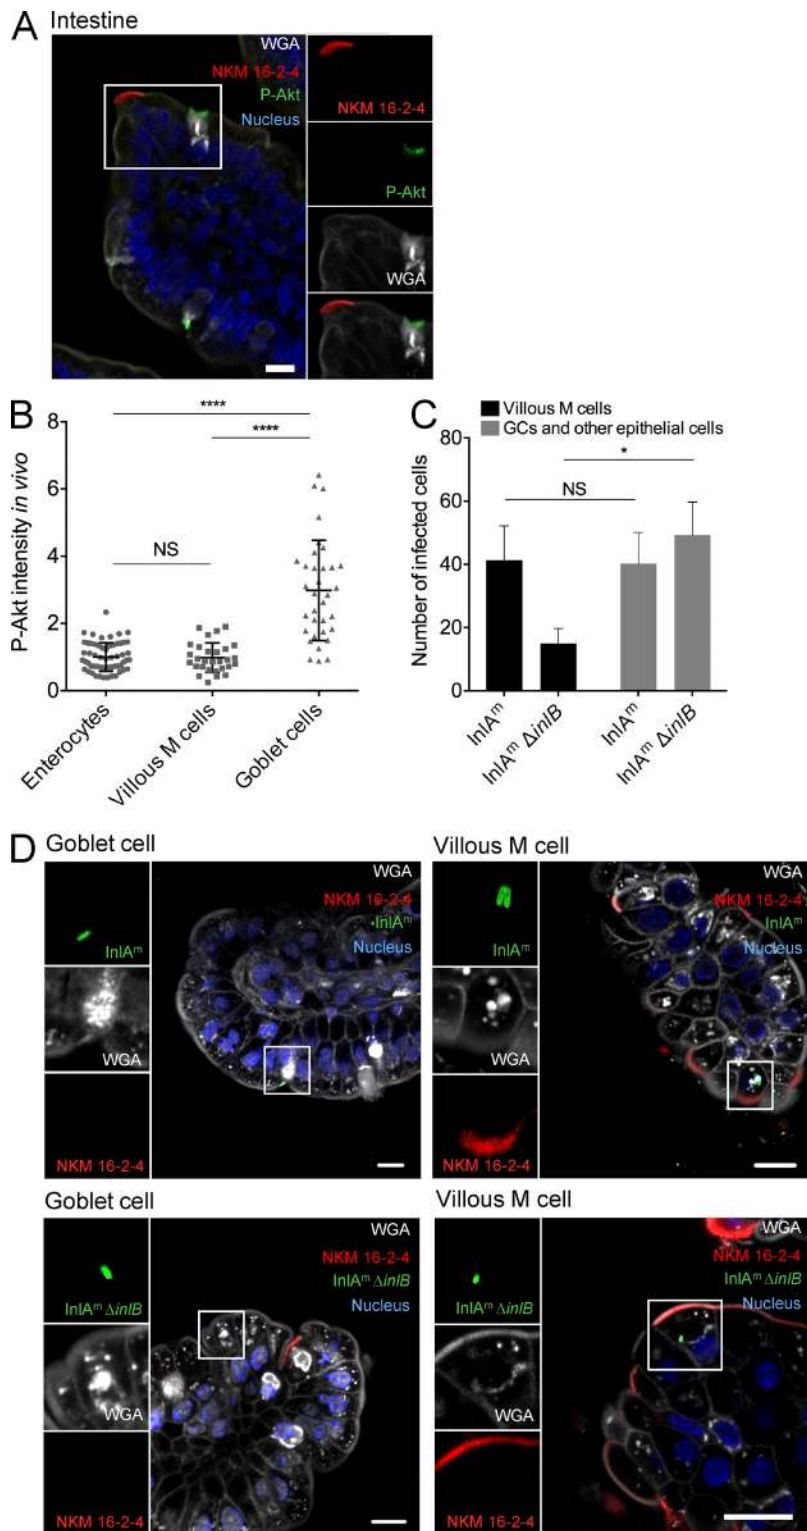 A Intestine
WGA
NKM 16-2-4
P-Akt
Nucleus
NKM 16-2-4
P-Akt
WGA
B
P-Akt intensity in vivo
8
6
4
2
0
****
****
NS
Enterocytes
Villous M cells
Goblet cells
C
Villous M cells
GCs and other epithelial cells
Number of infected cells
80
60
40
20
0
*
NS
InlAᵐ
InlAᵐ ΔinlB
InlAᵐ
InlAᵐ ΔinlB
D Goblet cell
InlAᵐ
WGA
NKM 16-2-4
WGA
NKM 16-2-4
InlAᵐ
Nucleus
Villous M cell
InlAᵐ
WGA
NKM 16-2-4
WGA
NKM 16-2-4
InlAᵐ
Nucleus
Goblet cell
InlAᵐ ΔinlB
WGA
NKM 16-2-4
WGA
NKM 16-2-4
InlAᵐ ΔinlB
Nucleus
Villous M cell
InlAᵐ ΔinlB
WGA
NKM 16-2-4
WGA
NKM 16-2-4
InlAᵐ ΔinlB
Nucleus